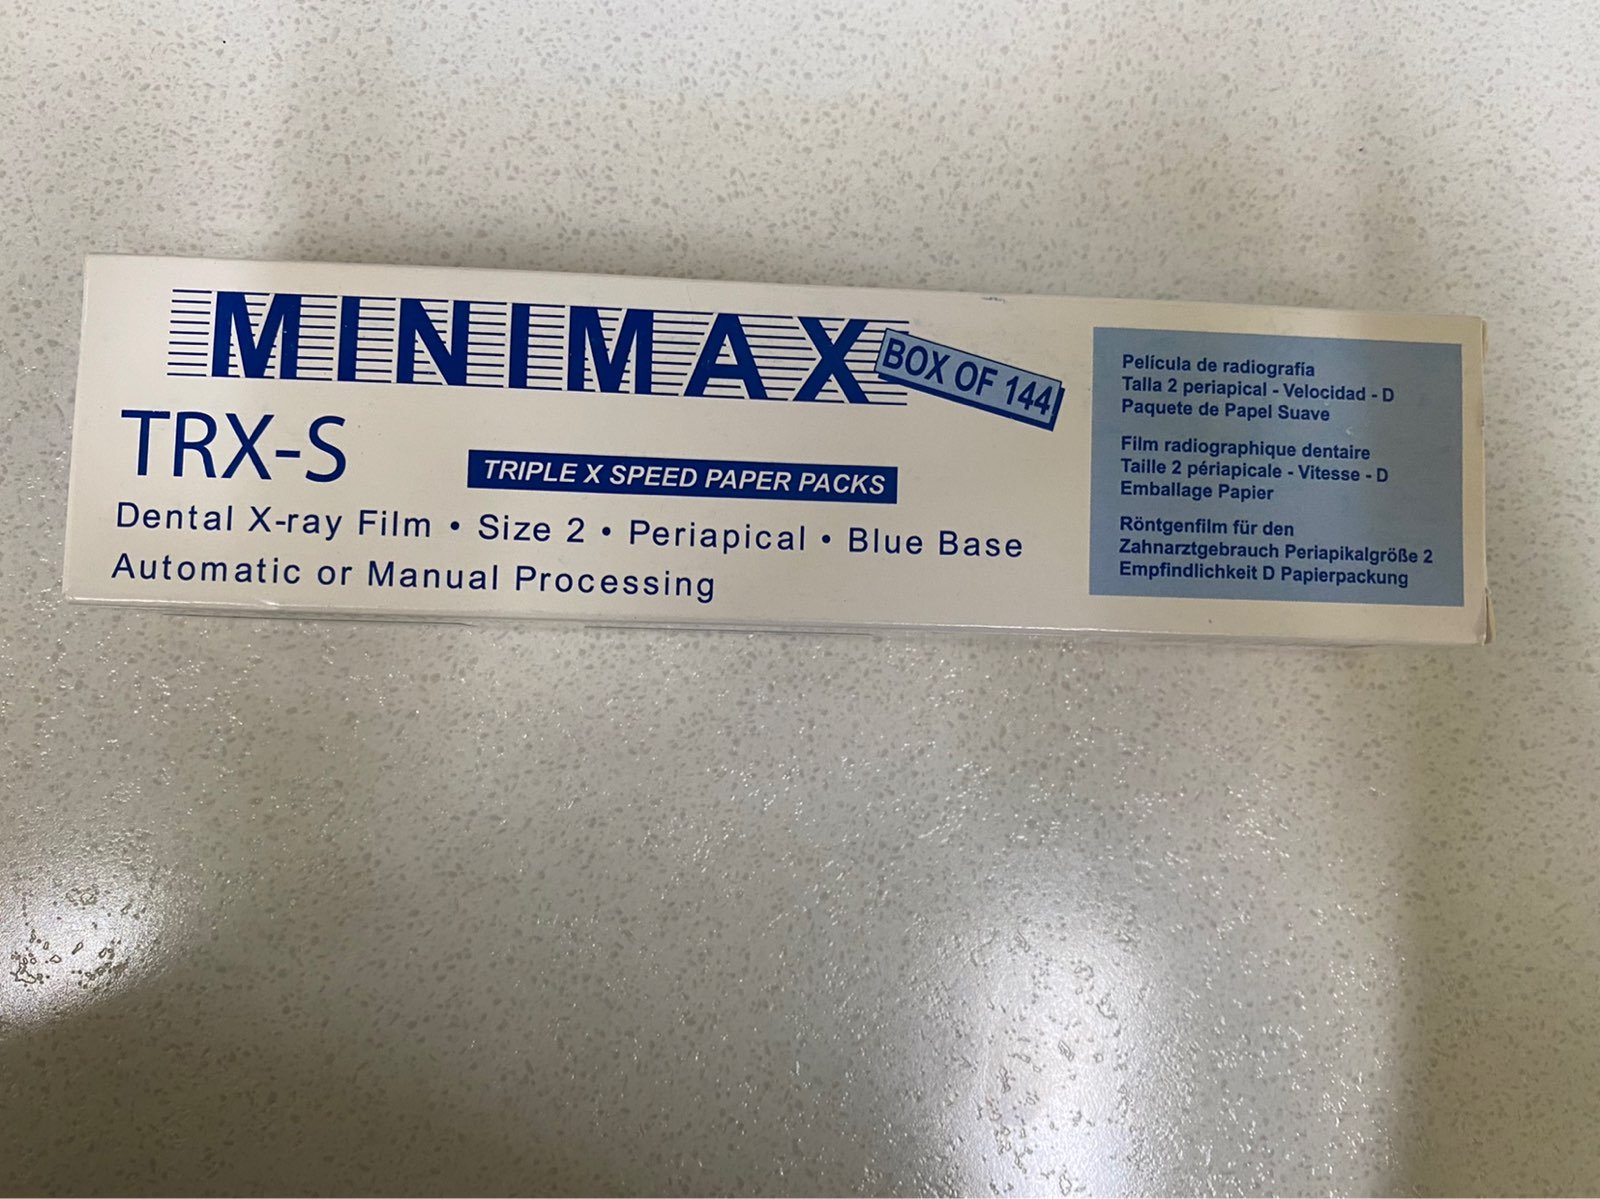 MINIMAX
BOX OF 144
TRX-S
TRIPLE X SPEED PAPER PACKS
Dental X-ray Film • Size 2 • Periapical • Blue Base
Automatic or Manual Processing
Película de radiografía
Talla 2 periapical - Velocidad - D
Paquete de Papel Suave
Film radiographique dentaire
Taille 2 périapicale - Vitesse - D
Emballage Papier
Röntgenfilm für den
Zahnarztgebrauch Periapikalgröße 2
Empfindlichkeit D Papierpackung